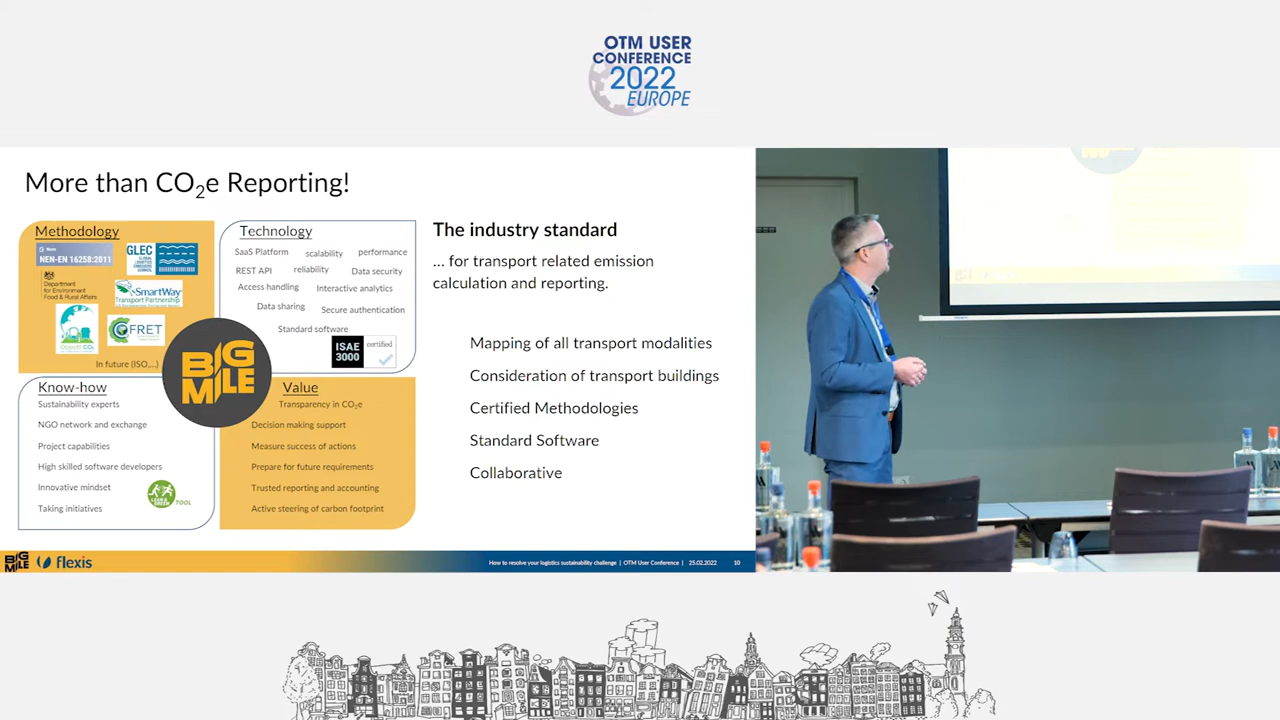 OTM USER
CONFERENCE
2022
EUROPE
More than CO₂e Reporting!
Methodology
NEN-EN 16258:2011
GLEC
Department
for Environment
Food & Rural Affairs
SmartWay
Transport Partnership
Objectif CO₂
COFRET
In future (ISO,...)
Technology
SaaS Platform
scalability
performance
REST API
reliability
Data security
Access handling
Interactive analytics
Data sharing
Secure authentication
Standard software
ISAE
3000
certified
BIG
MILE
Know-how
Sustainability experts
NGO network and exchange
Project capabilities
High skilled software developers
Innovative mindset
Taking initiatives
TOOL
Value
Transparency in CO₂e
Decision making support
Measure success of actions
Prepare for future requirements
Trusted reporting and accounting
Active steering of carbon footprint
The industry standard
... for transport related emission
calculation and reporting.
Mapping of all transport modalities
Consideration of transport buildings
Certified Methodologies
Standard Software
Collaborative
BIG
MILE
flexis
How to resolve your logistics sustainability challenge | OTM User Conference | 25.02.2022 10